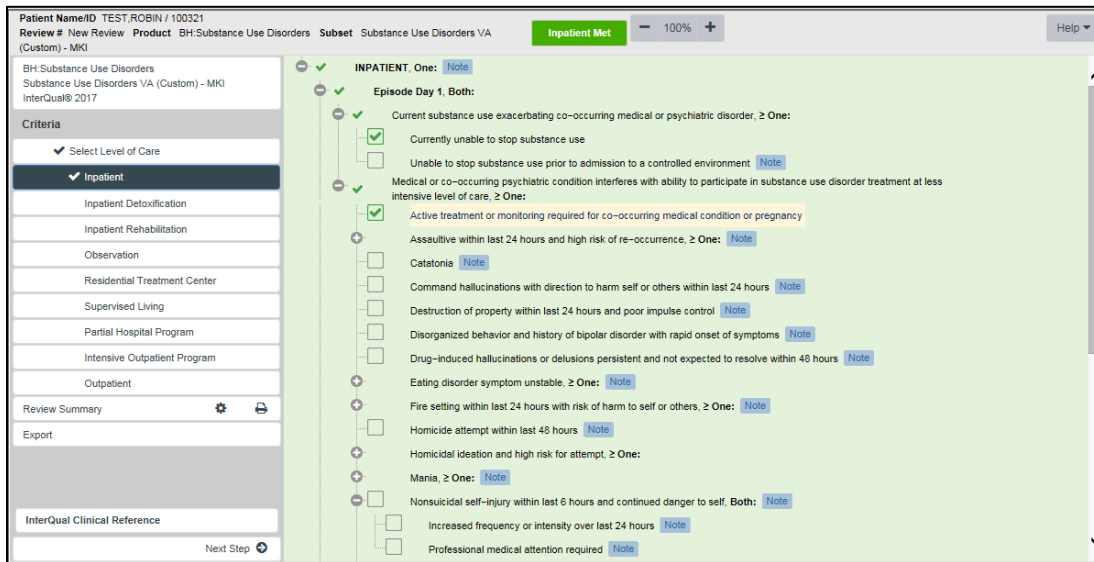 Patient Name/ID TEST,ROBIN / 100321
Review # New Review Product BH:Substance Use Disorders Subset Substance Use Disorders VA
(Custom) - MKI
Inpatient Met
100%
Help
BH:Substance Use Disorders
Substance Use Disorders VA (Custom) - MKI
InterQual® 2017
Criteria
Select Level of Care
Inpatient
Inpatient Detoxification
Inpatient Rehabilitation
Observation
Residential Treatment Center
Supervised Living
Partial Hospital Program
Intensive Outpatient Program
Outpatient
Review Summary
Export
InterQual Clinical Reference
Next Step
INPATIENT, One: Note
Episode Day 1, Both:
Current substance use exacerbating co-occurring medical or psychiatric disorder, ≥ One:
Currently unable to stop substance use
Unable to stop substance use prior to admission to a controlled environment Note
Medical or co-occurring psychiatric condition interferes with ability to participate in substance use disorder treatment at less
intensive level of care, ≥ One:
Active treatment or monitoring required for co-occurring medical condition or pregnancy
Assaultive within last 24 hours and high risk of re-occurrence, ≥ One: Note
Catatonia Note
Command hallucinations with direction to harm self or others within last 24 hours Note
Destruction of property within last 24 hours and poor impulse control Note
Disorganized behavior and history of bipolar disorder with rapid onset of symptoms Note
Drug-induced hallucinations or delusions persistent and not expected to resolve within 48 hours Note
Eating disorder symptom unstable, ≥ One: Note
Fire setting within last 24 hours with risk of harm to self or others, ≥ One: Note
Homicide attempt within last 48 hours Note
Homicidal ideation and high risk for attempt, ≥ One:
Mania, ≥ One: Note
Nonsuicidal self-injury within last 6 hours and continued danger to self, Both: Note
Increased frequency or intensity over last 24 hours Note
Professional medical attention required Note